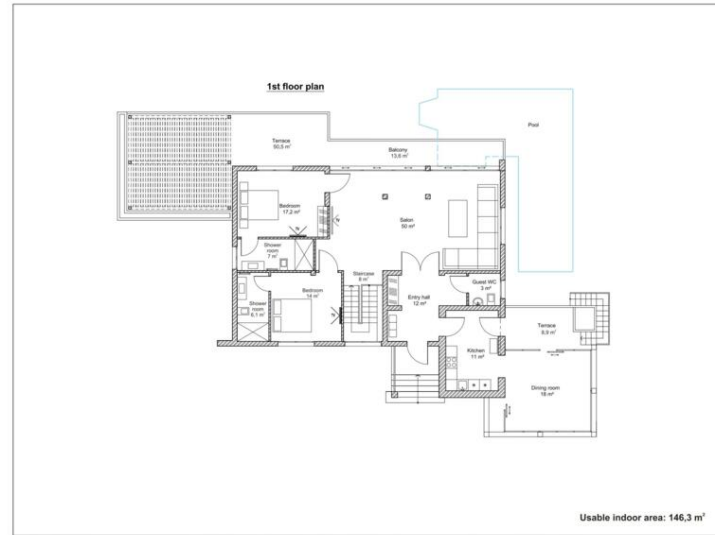 1st floor plan
Pool
Terrace
50,5 m²
Balcony
13,6 m²
Bedroom
17,2 m²
Salon
50 m²
Shower
room
7 m²
Staircase
6 m²
Guest WC
3 m²
Bedroom
14 m²
Entry hall
12 m²
Shower
room
6,1 m²
Terrace
6,9 m²
Kitchen
11 m²
Dining room
16 m²
Usable indoor area: 146,3 m²